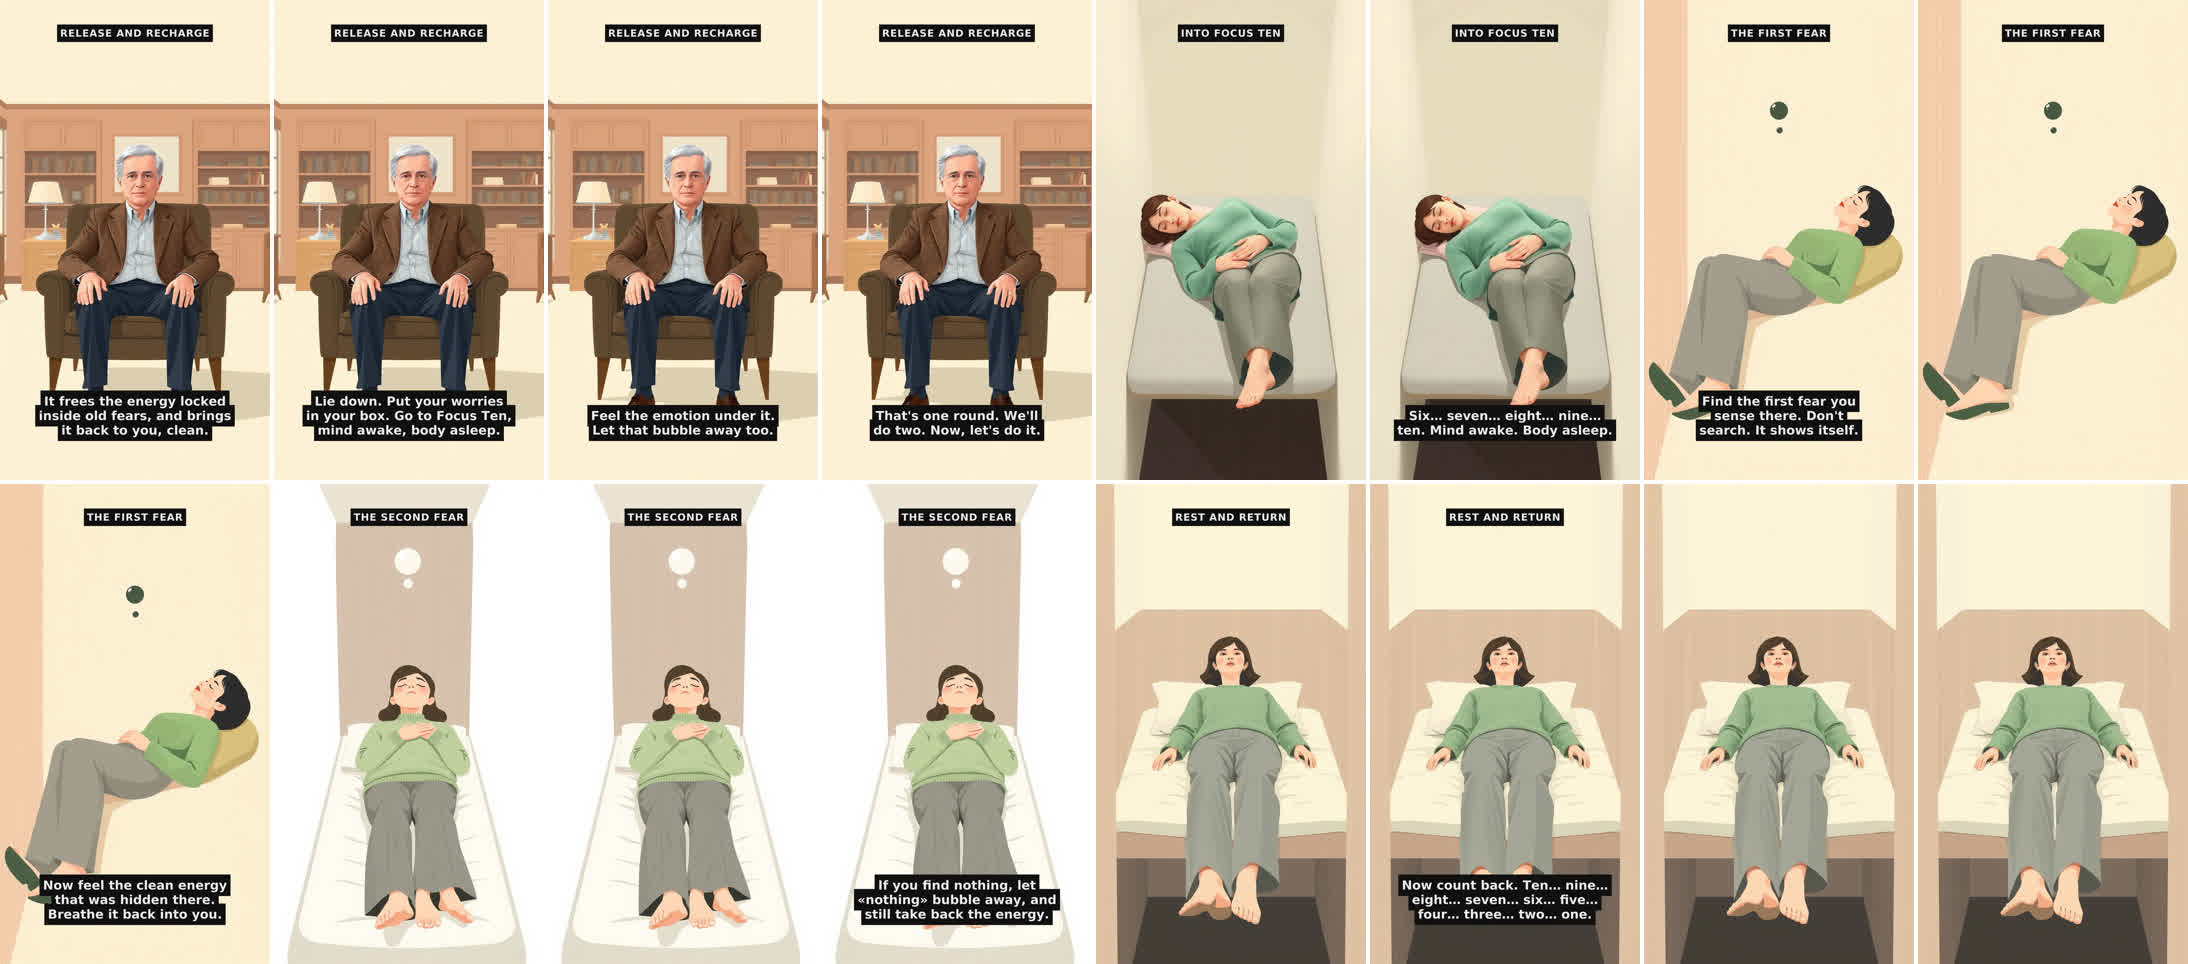 RELEASE AND RECHARGE
It frees the energy locked
inside old fears, and brings
it back to you, clean.
RELEASE AND RECHARGE
Lie down. Put your worries
in your box. Go to Focus Ten,
mind awake, body asleep.
RELEASE AND RECHARGE
Feel the emotion under it.
Let that bubble away too.
RELEASE AND RECHARGE
That's one round. We'll
do two. Now, let's do it.
INTO FOCUS TEN
INTO FOCUS TEN
Six... seven... eight... nine...
ten. Mind awake. Body asleep.
THE FIRST FEAR
Find the first fear you
sense there. Don't
search. It shows itself.
THE FIRST FEAR
THE FIRST FEAR
Now feel the clean energy
that was hidden there.
Breathe it back into you.
THE SECOND FEAR
THE SECOND FEAR
THE SECOND FEAR
If you find nothing, let
«nothing» bubble away, and
still take back the energy.
REST AND RETURN
REST AND RETURN
Now count back. Ten... nine...
eight... seven... six... five...
four... three... two... one.